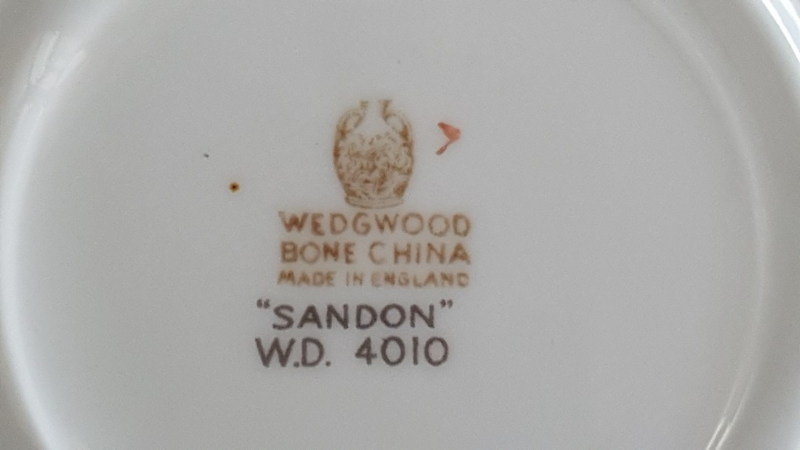 WEDGWOOD
BONE CHINA
MADE IN ENGLAND
“SANDON”
W.D. 4010